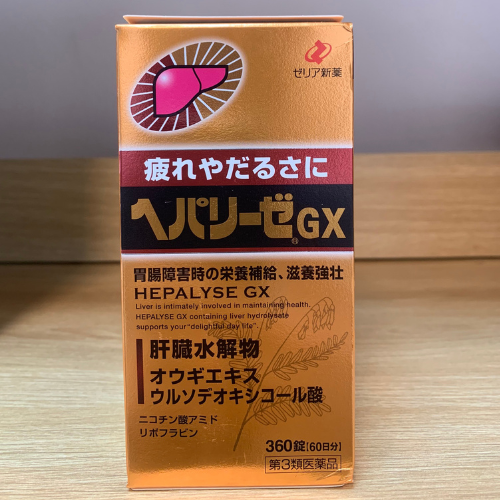 ゼリア新薬
疲れやだるさに
ヘパリーゼ®GX
胃腸障害時の栄養補給、滋養強壮
HEPALYSE GX
Liver is intimately involved in maintaining health.
HEPALYSE GX containing liver hydrolysate
supports your "delightful day life".
肝臓水解物
オウギエキス
ウルソデオキシコール酸
ニコチン酸アミド
リボフラビン
360錠[60日分]
第3類医薬品